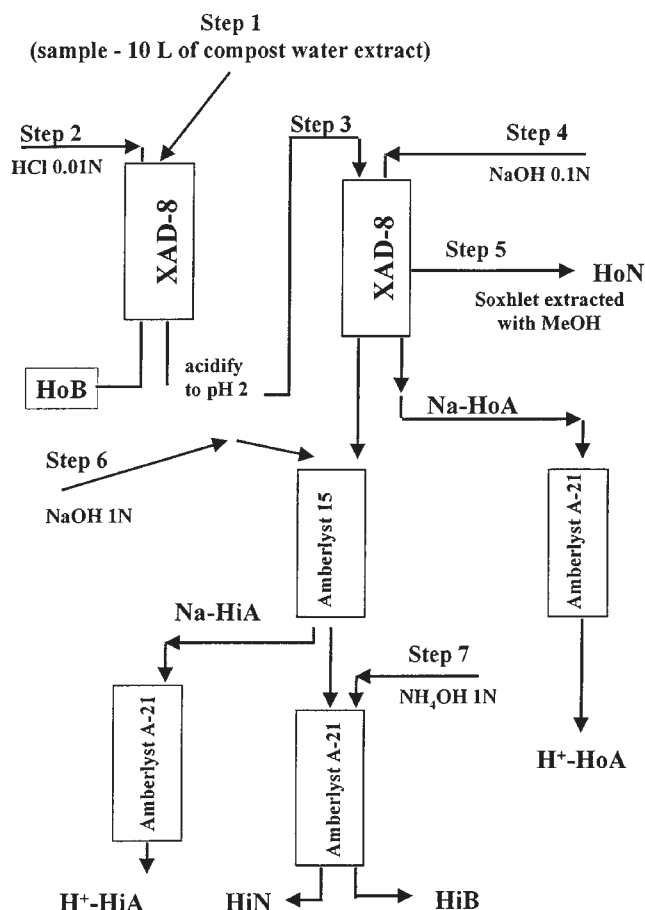 Step 1
(sample - 10 L of compost water extract)
Step 2
HCl 0.01N
XAD-8
HoB
acidify
to pH 2
Step 3
Step 4
NaOH 0.1N
XAD-8
Step 5
HoN
Soxhlet extracted
with MeOH
Na-HoA
Step 6
NaOH 1N
Amberlyst 15
Amberlyst A-21
Na-HiA
Step 7
NH₄OH 1N
Amberlyst A-21
Amberlyst A-21
H⁺-HoA
H⁺-HiA
HiN
HiB